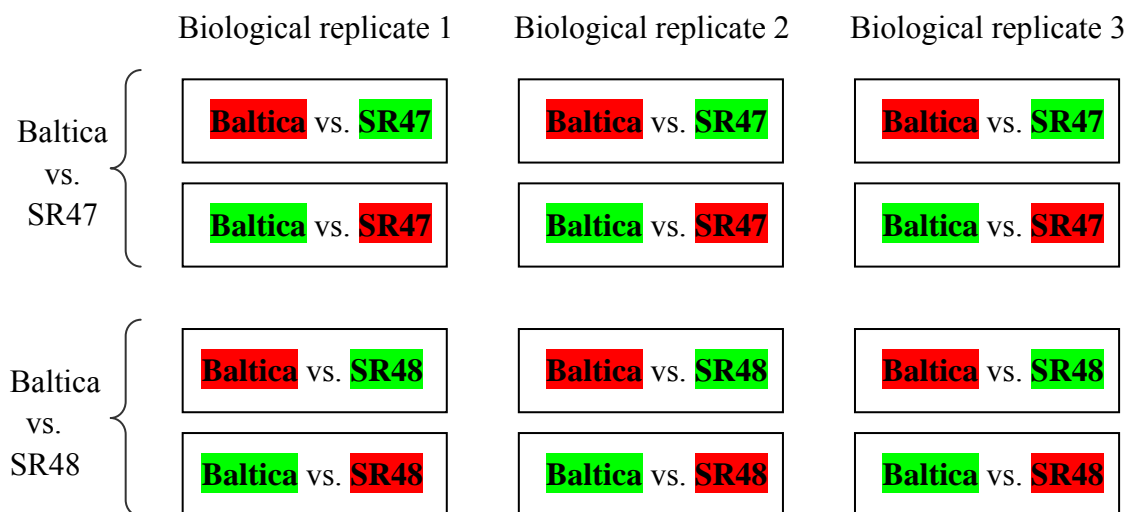 Biological replicate 1 Biological replicate 2 Biological replicate 3
Baltica
vs.
SR47
Baltica vs. SR47 Baltica vs. SR47 Baltica vs. SR47
Baltica vs. SR47 Baltica vs. SR47 Baltica vs. SR47
Baltica
vs.
SR48
Baltica vs. SR48 Baltica vs. SR48 Baltica vs. SR48
Baltica vs. SR48 Baltica vs. SR48 Baltica vs. SR48